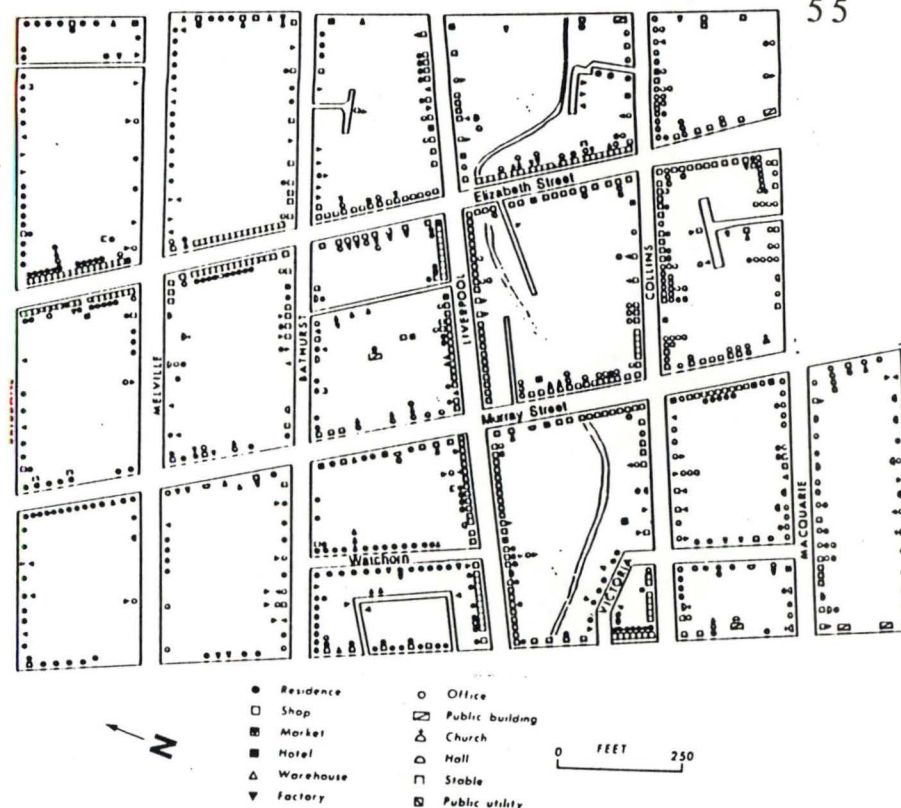 55
Elizabeth Street
COLLINS
LIVERPOOL
BATHURST
MELVILLE
Murray Street
MACQUARIE
Watchorn
VICTORIA
Residence
Shop
Market
Hotel
Warehouse
Factory
Office
Public building
Church
Hall
Stable
Public utility
N
0 FEET 250